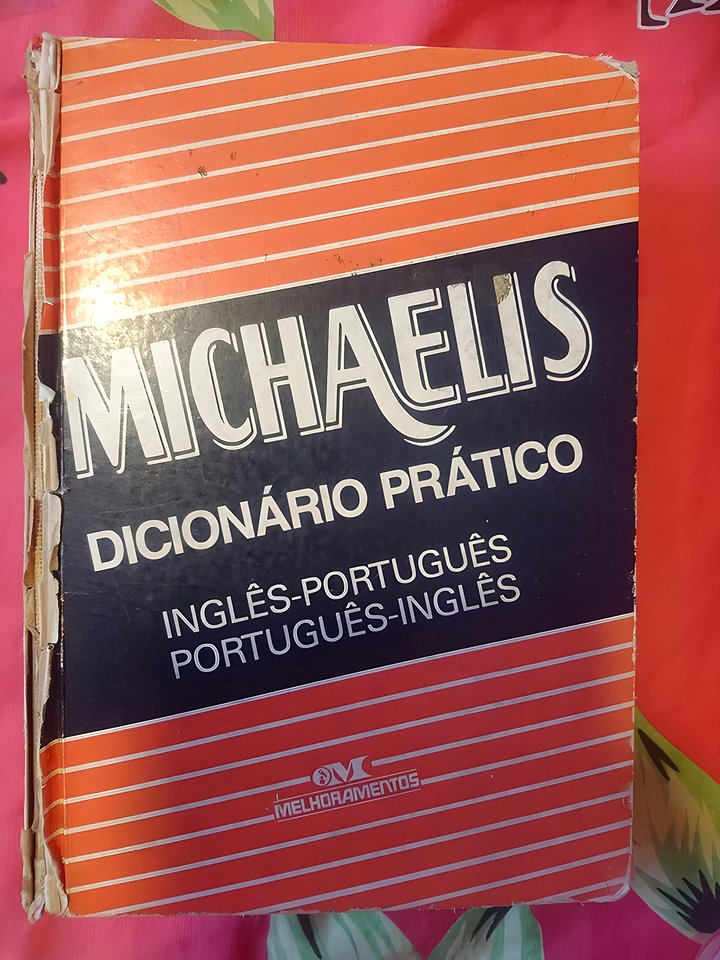 MICHAELIS
DICIONÁRIO PRÁTICO
INGLÊS-PORTUGUÊS
PORTUGUÊS-INGLÊS
MELHORAMENTOS